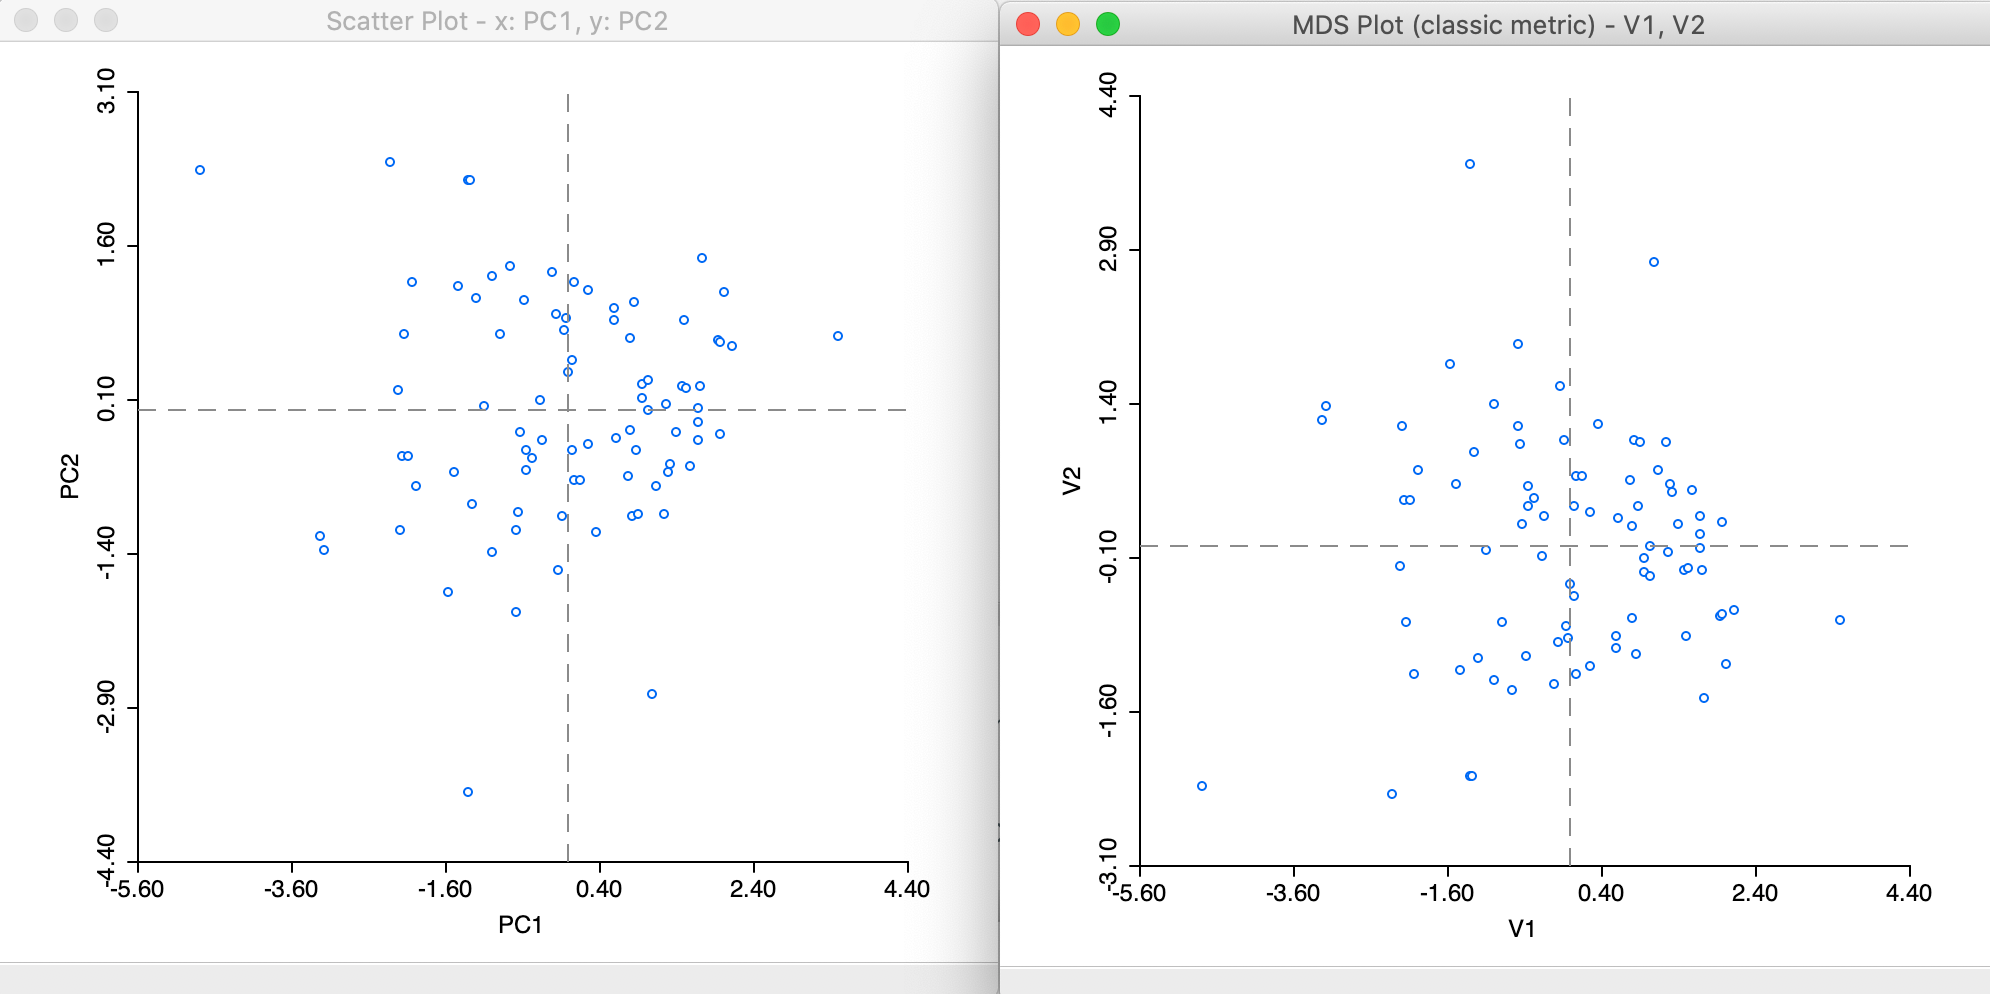 Scatter Plot - x: PC1, y: PC2
3.10
1.60
0.10
-1.40
-2.90
-4.40
PC2
-5.60 -3.60 -1.60 0.40 2.40 4.40
PC1
MDS Plot (classic metric) - V1, V2
4.40
2.90
1.40
-0.10
-1.60
-3.10
V2
-5.60 -3.60 -1.60 0.40 2.40 4.40
V1